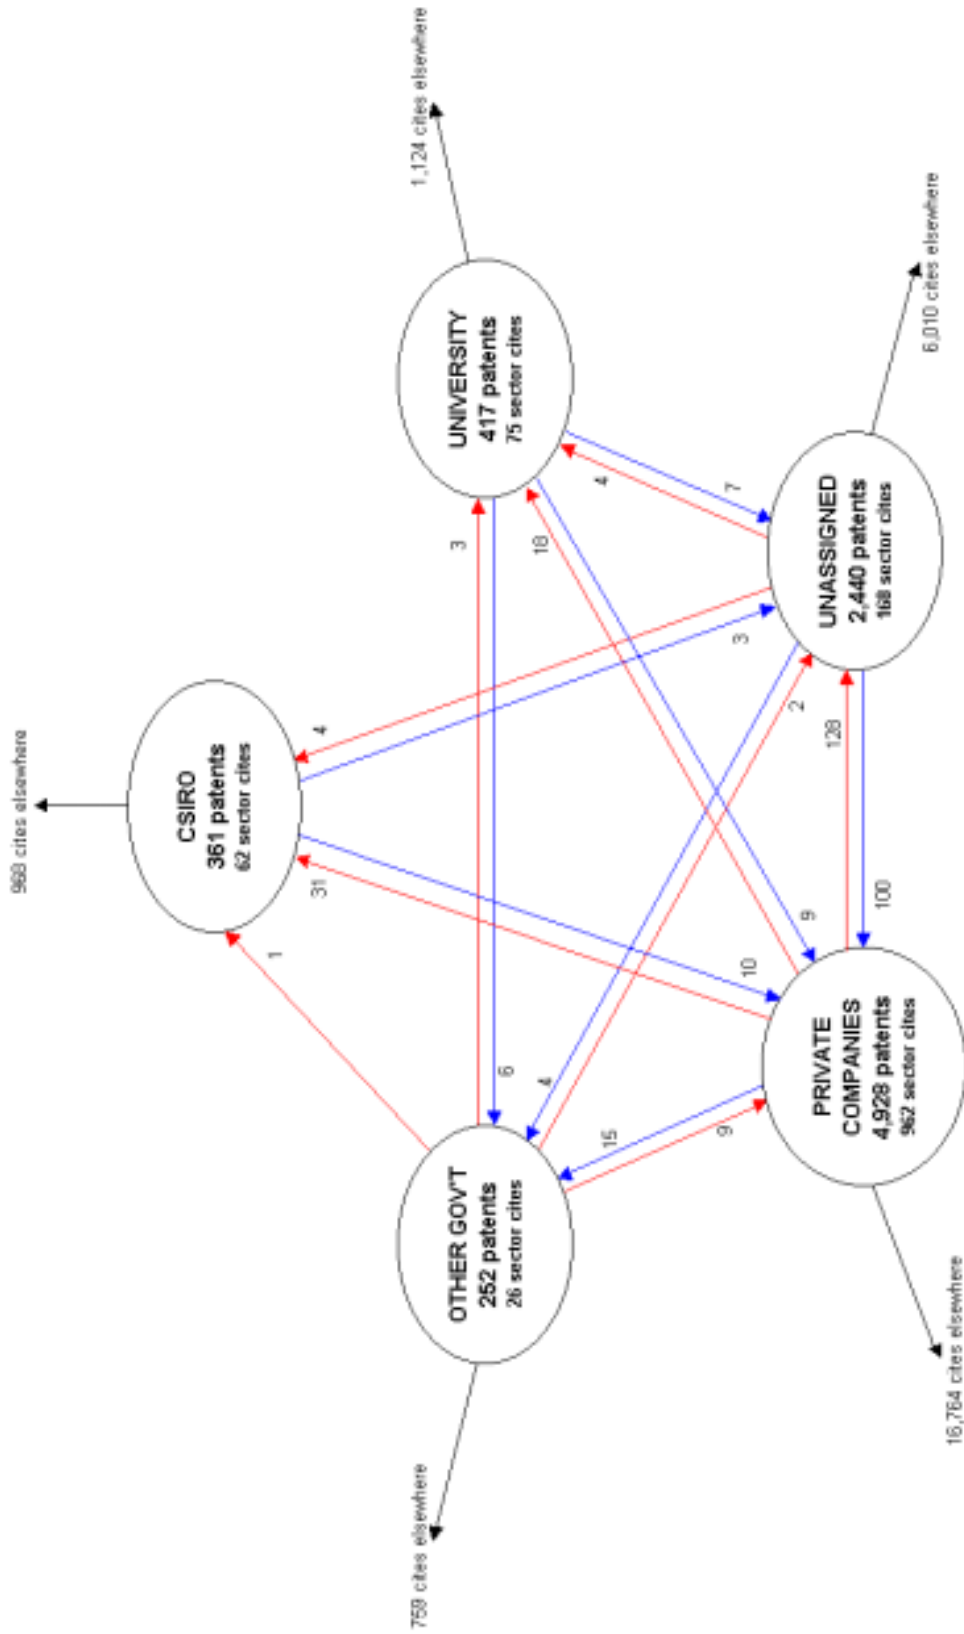 968 cites elsewhere
CSIRO
361 patents
62 sector cites
759 cites elsewhere
OTHER GOV'T
252 patents
26 sector cites
UNIVERSITY
417 patents
75 sector cites
1,124 cites elsewhere
1
31
4
3
3
6
18
4
7
10
9
4
2
15
9
128
100
PRIVATE
COMPANIES
4,928 patents
962 sector cites
16,764 cites elsewhere
UNASSIGNED
2,440 patents
168 sector cites
6,010 cites elsewhere